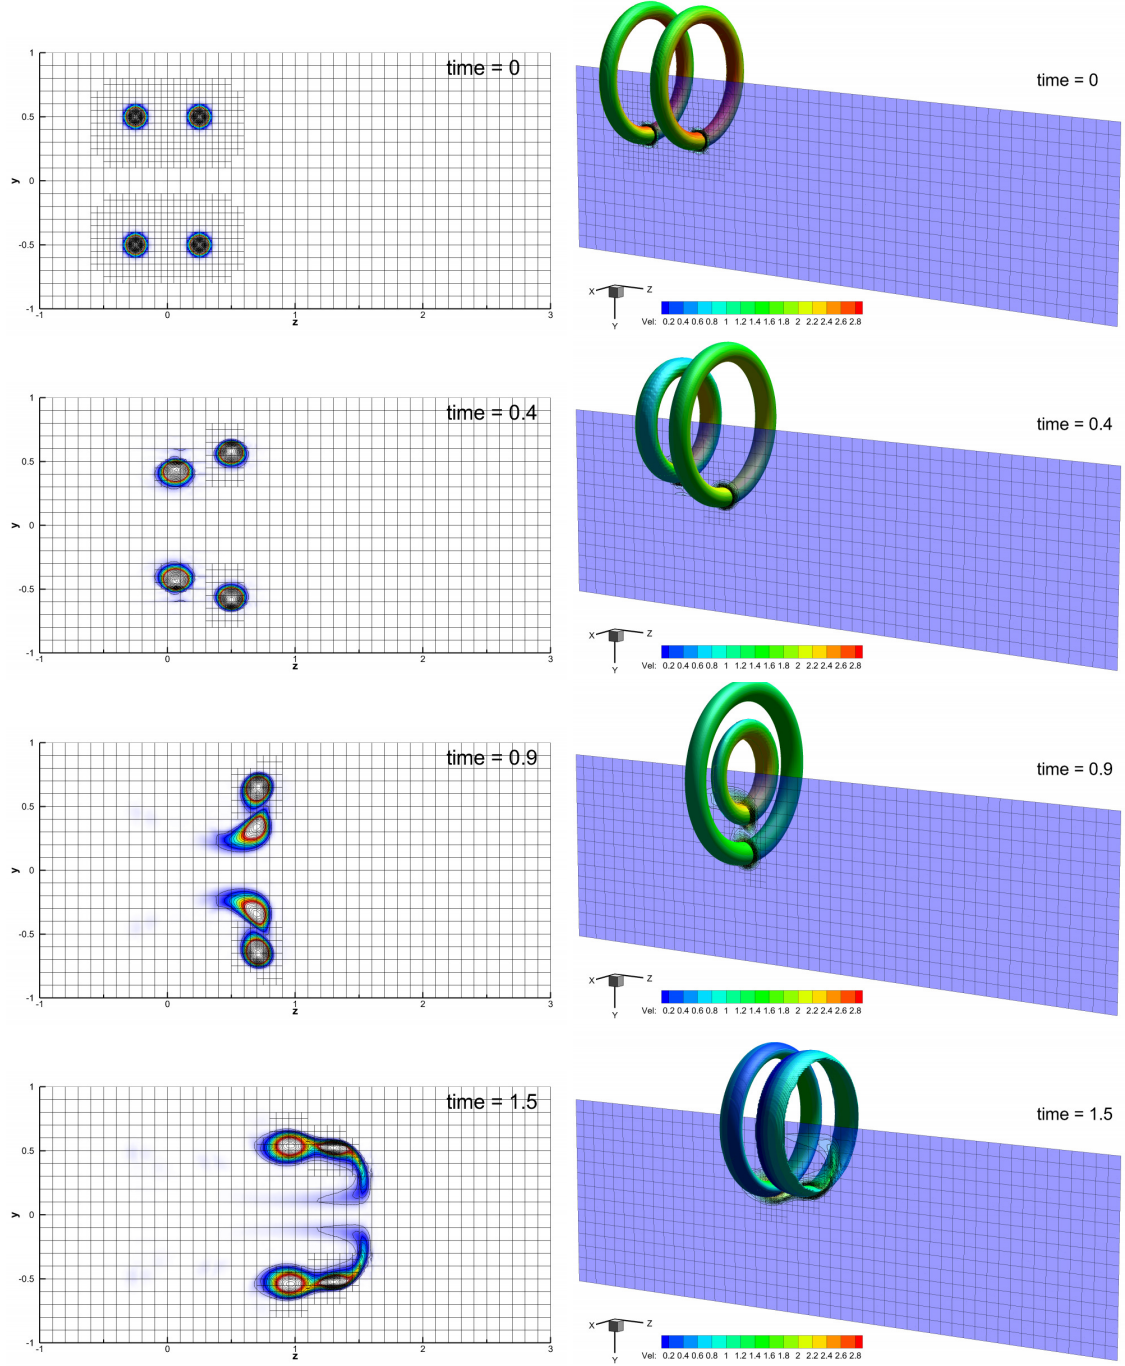 time = 0
1
0.5
y
0
-0.5
-1
-1 0 1 2 3
z
time = 0
X Z
Y
Vel: 0.2 0.4 0.6 0.8 1 1.2 1.4 1.6 1.8 2 2.2 2.4 2.6 2.8
time = 0.4
1
0.5
y
0
-0.5
-1
-1 0 1 2 3
z
time = 0.4
X Z
Y
Vel: 0.2 0.4 0.6 0.8 1 1.2 1.4 1.6 1.8 2 2.2 2.4 2.6 2.8
time = 0.9
1
0.5
y
0
-0.5
-1
-1 0 1 2 3
z
time = 0.9
X Z
Y
Vel: 0.2 0.4 0.6 0.8 1 1.2 1.4 1.6 1.8 2 2.2 2.4 2.6 2.8
time = 1.5
1
0.5
y
0
-0.5
-1
-1 0 1 2 3
z
time = 1.5
X Z
Y
Vel: 0.2 0.4 0.6 0.8 1 1.2 1.4 1.6 1.8 2 2.2 2.4 2.6 2.8